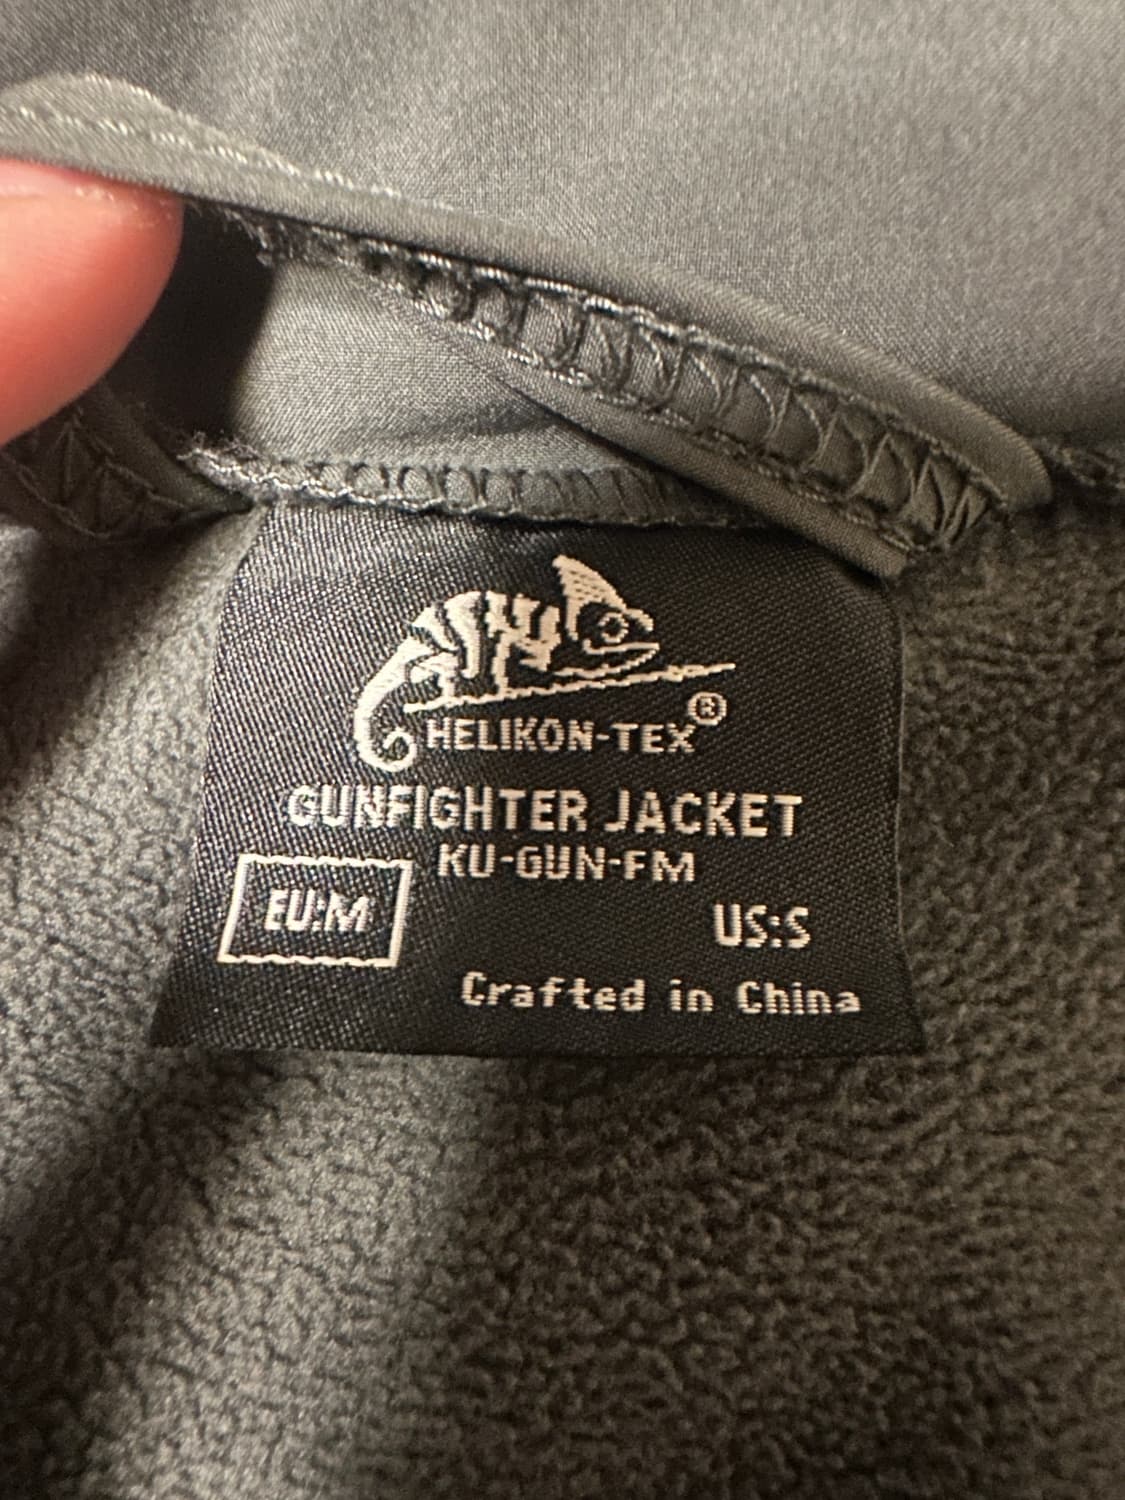 HELIKON-TEX®
GUNFIGHTER JACKET
KU-GUN-FM
EU:M US:S
Crafted in China